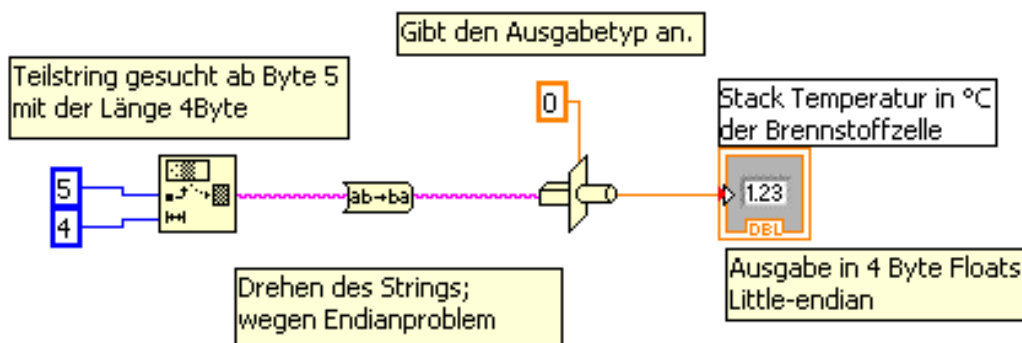 Gibt den Ausgabetyp an.
Teilstring gesucht ab Byte 5
mit der Länge 4Byte
0
Stack Temperatur in °C
der Brennstoffzelle
5
4
ab→ba
1.23
DBL
Drehen des Strings;
wegen Endianproblem
Ausgabe in 4 Byte Floats
Little-endian